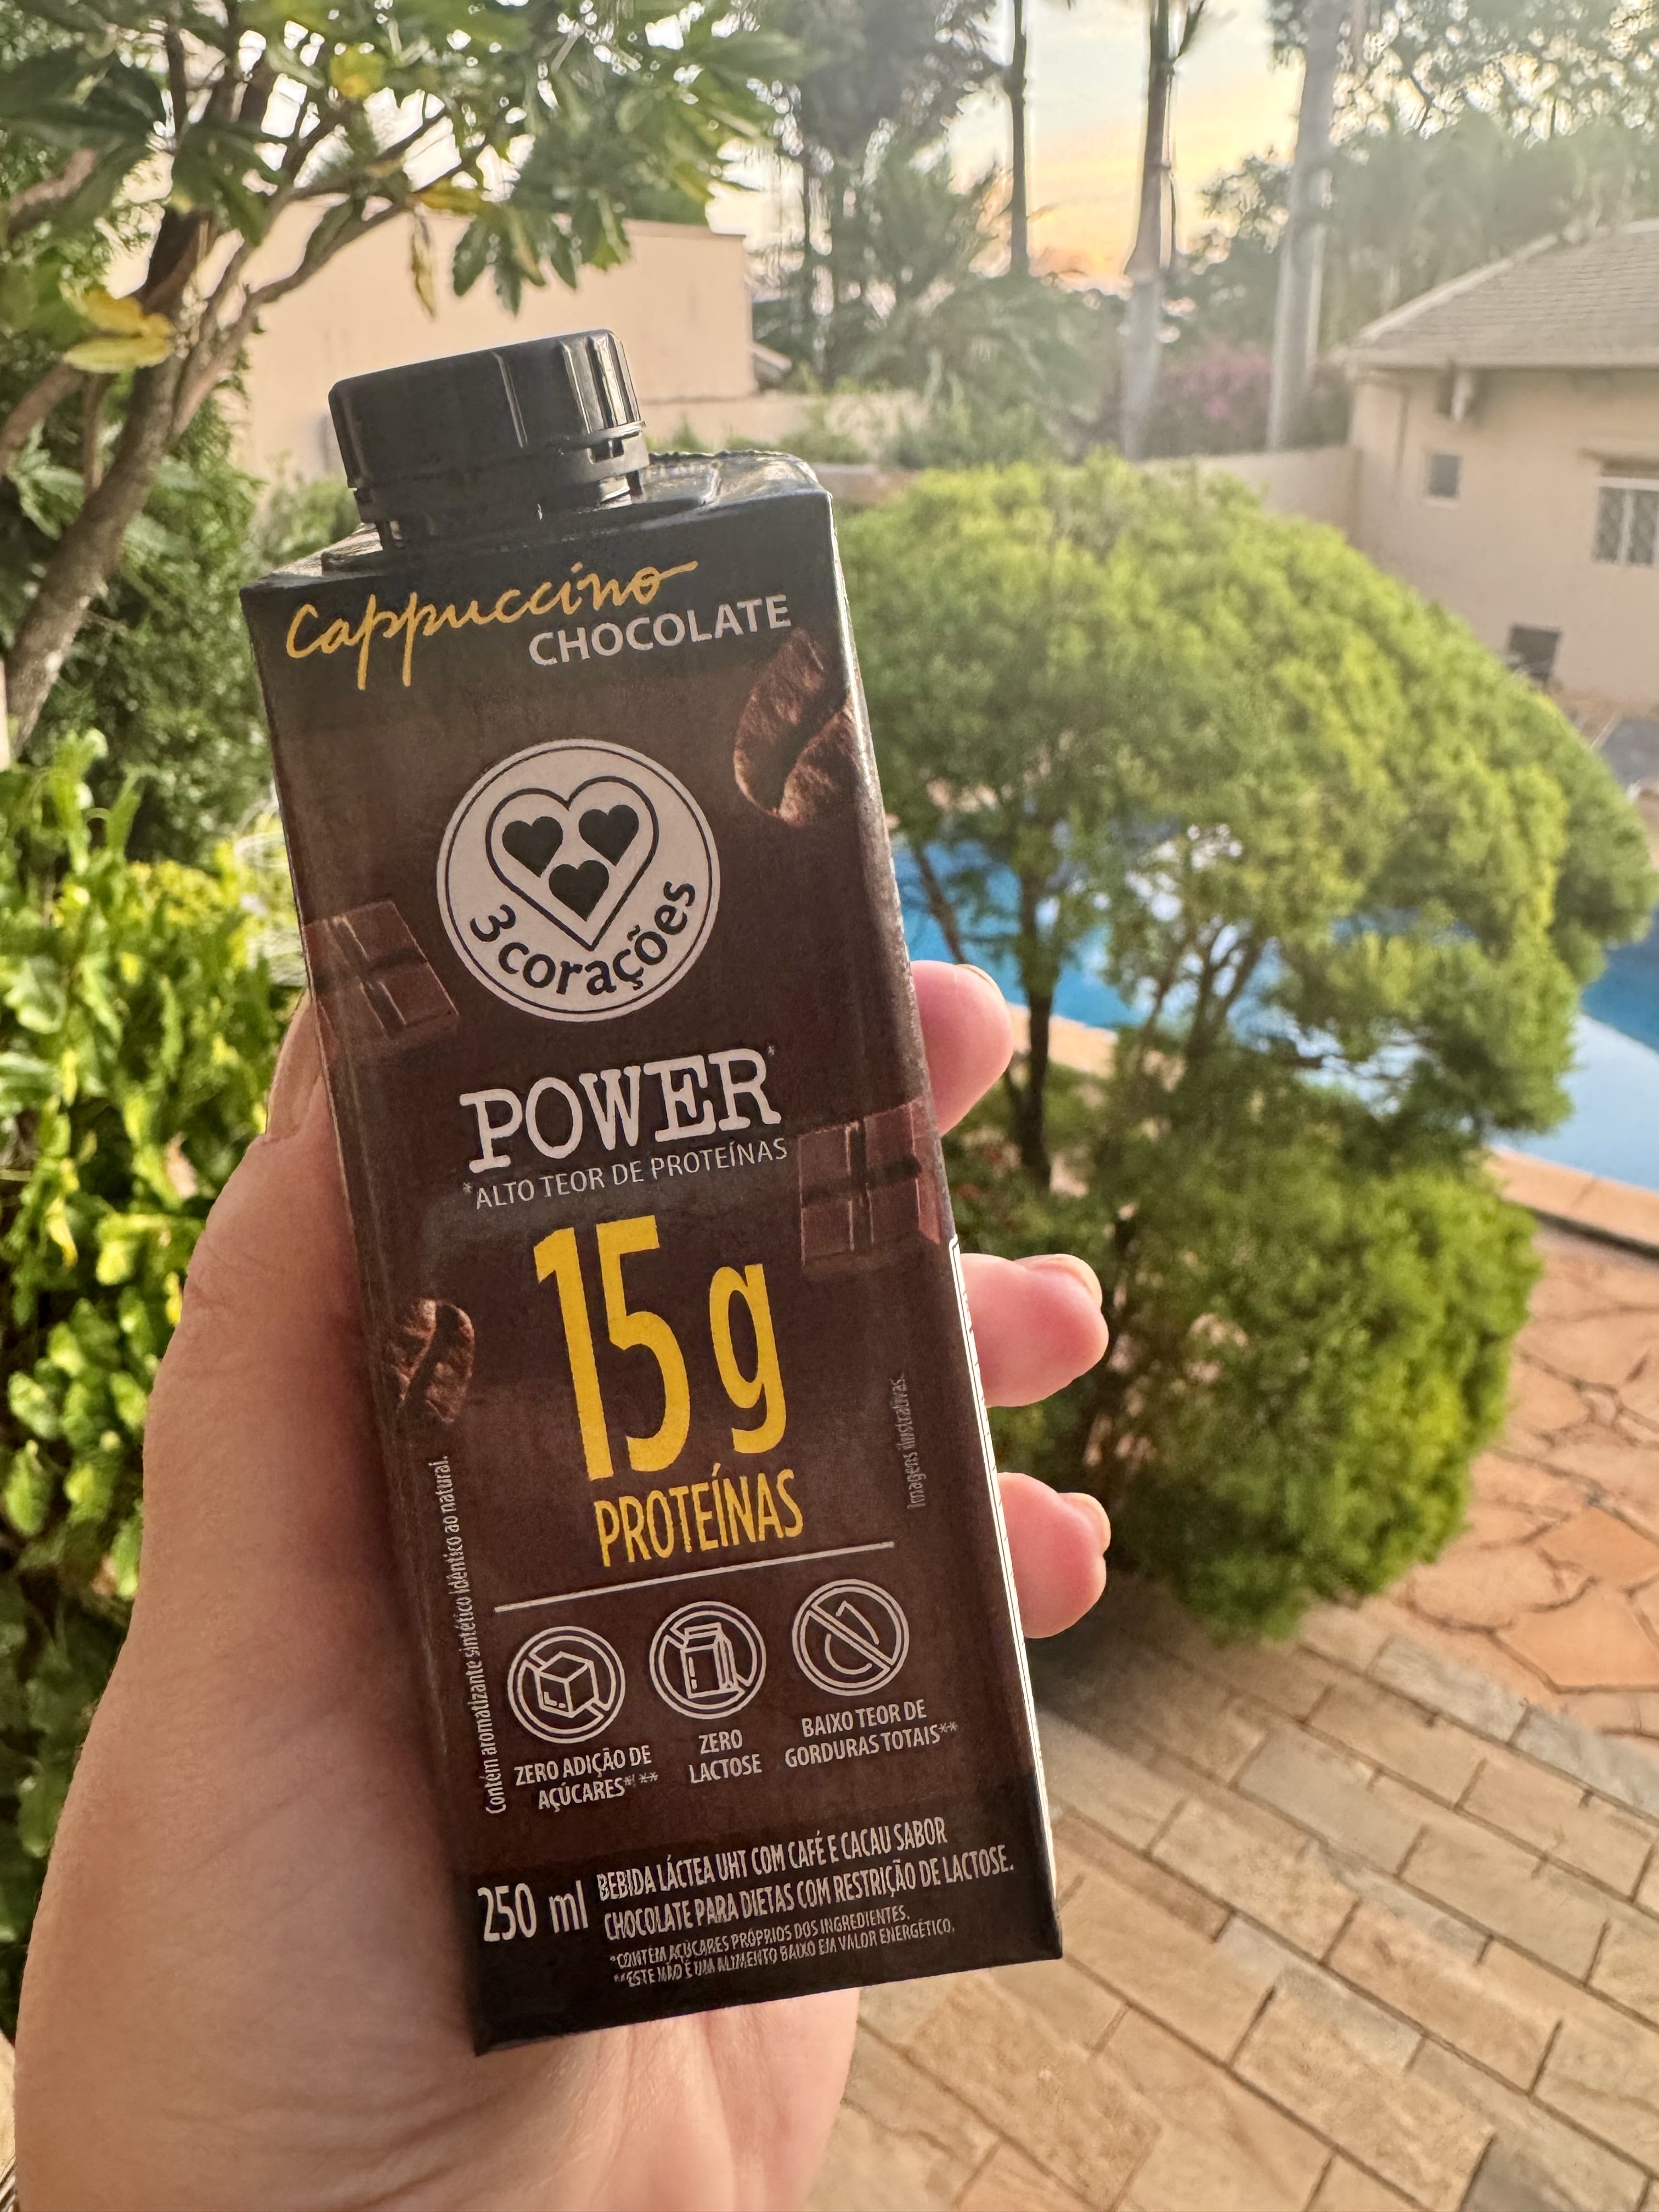 Cappuccino
CHOCOLATE
3 corações
POWER*
*ALTO TEOR DE PROTEÍNAS
15 g
PROTEÍNAS
Contém aromatizante sintético idêntico ao natural.
Imagens ilustrativas.
ZERO ADIÇÃO DE
AÇÚCARES* **
ZERO
LACTOSE
BAIXO TEOR DE
GORDURAS TOTAIS**
250 ml
BEBIDA LÁCTEA UHT COM CAFÉ E CACAU SABOR
CHOCOLATE PARA DIETAS COM RESTRIÇÃO DE LACTOSE.
*CONTÉM AÇÚCARES PRÓPRIOS DOS INGREDIENTES.
**ESTE NÃO É UM ALIMENTO BAIXO EM VALOR ENERGÉTICO.